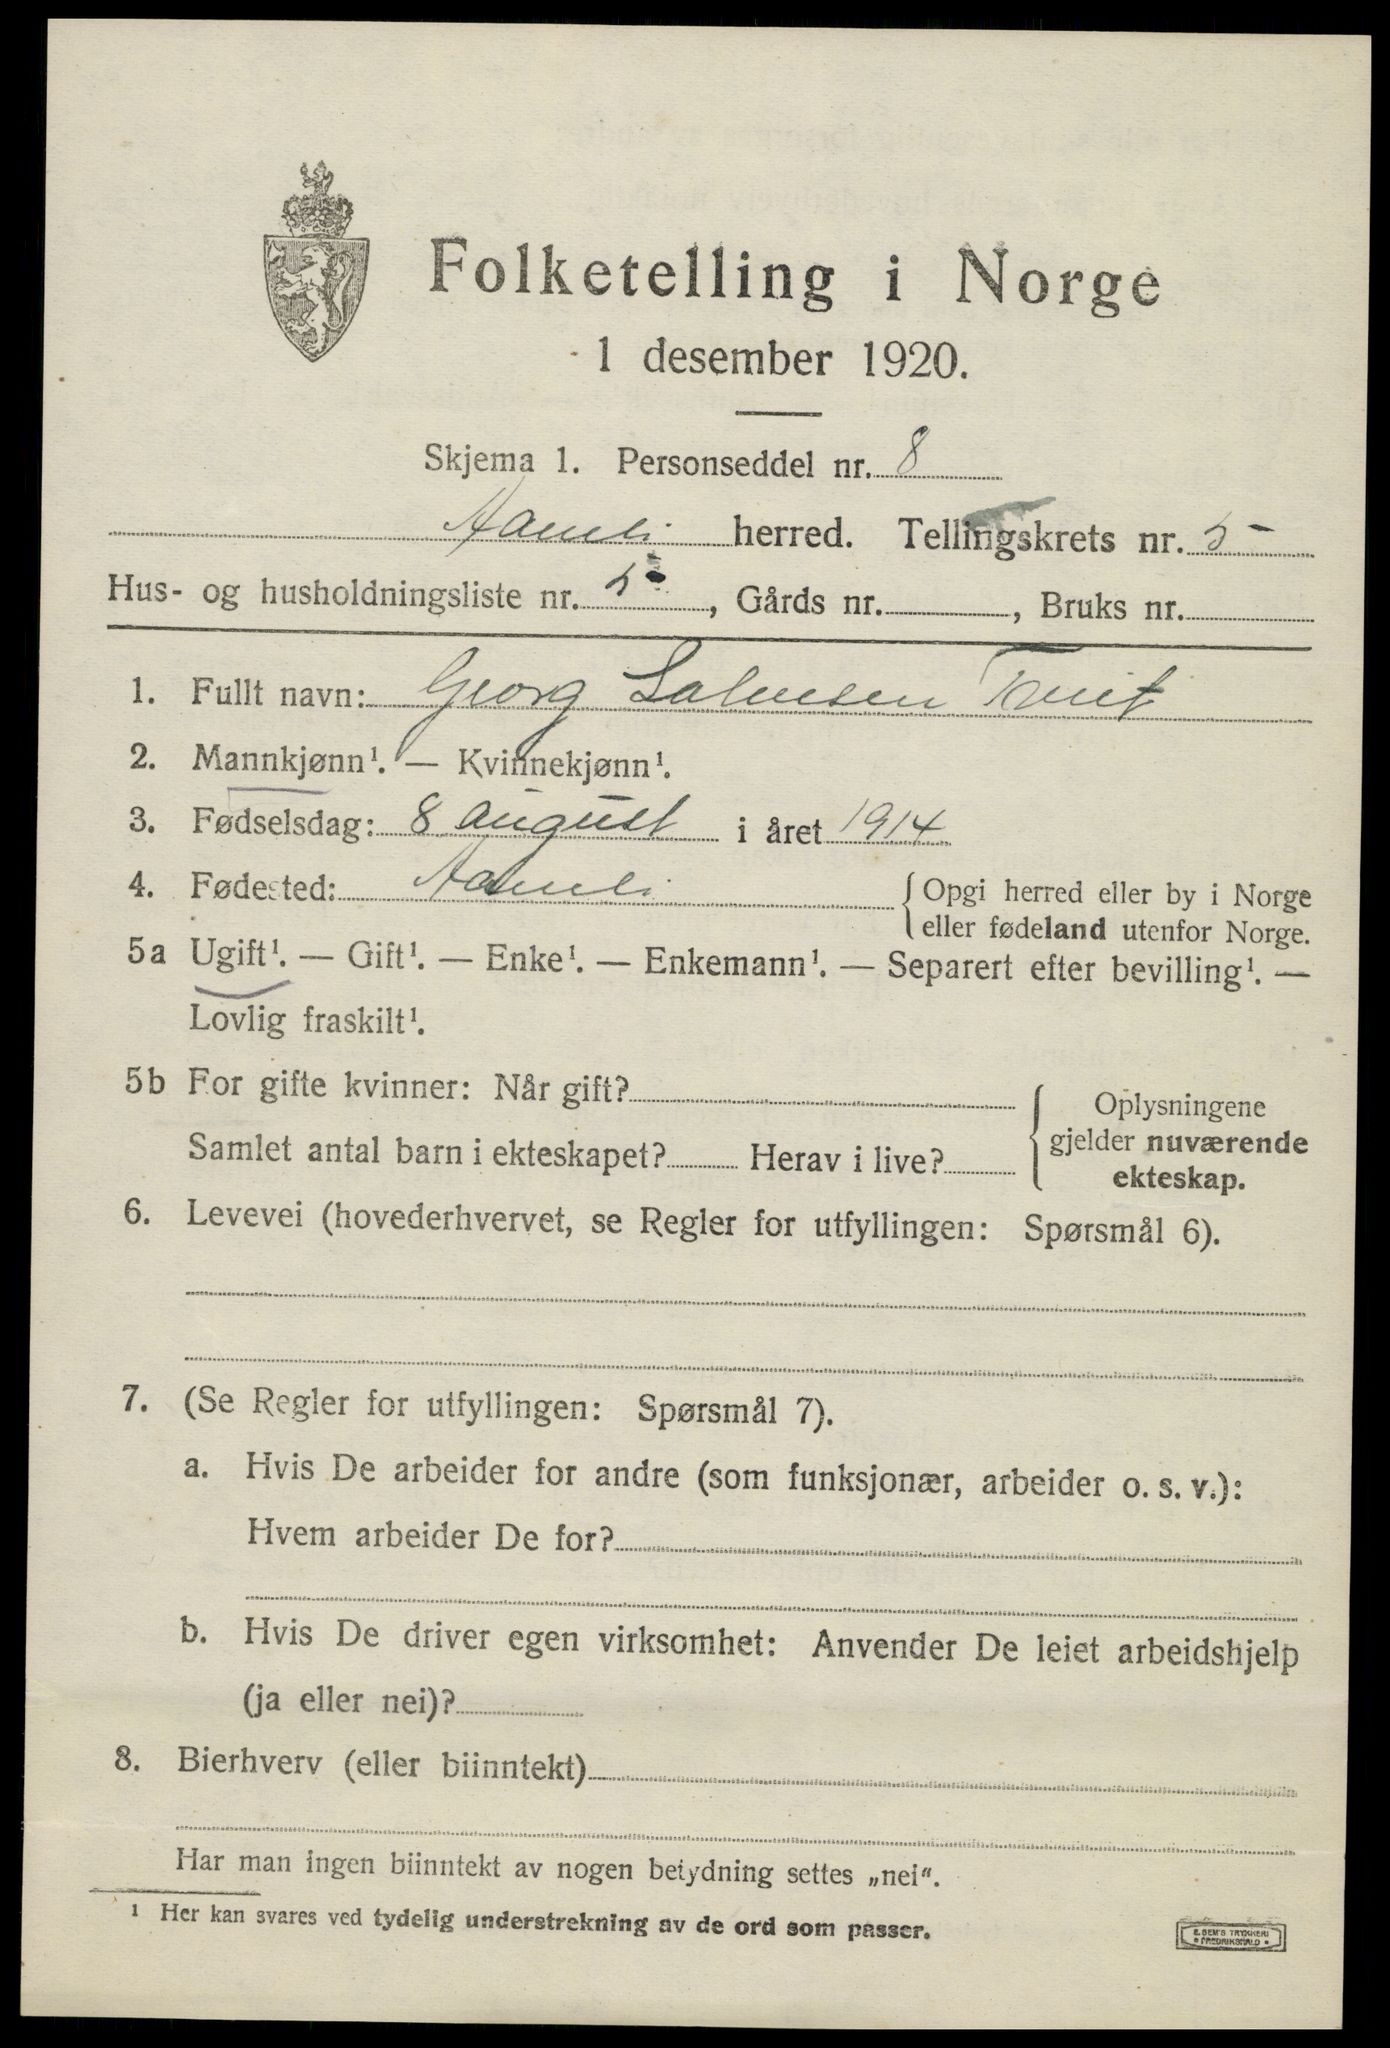 Folketelling i Norge
1 desember 1920.
Skjema 1. Personseddel nr. 8
Aamli herred. Tellingskrets nr. 5
Hus- og husholdningsliste nr. 5, Gårds nr. , Bruks nr.
1. Fullt navn: Georg Salvesen Tveit
2. Mannkjønn¹. — Kvinnekjønn¹.
3. Fødselsdag: 8 august i året 1914
4. Fødested: Aamli { Opgi herred eller by i Norge
eller fødeland utenfor Norge.
5a Ugift¹. — Gift¹. — Enke¹. — Enkemann¹. — Separert efter bevilling¹. —
Lovlig fraskilt¹.
5b For gifte kvinner: Når gift?
Samlet antal barn i ekteskapet? Herav i live?
{ Oplysningene
gjelder nuværende
ekteskap.
6. Levevei (hovederhvervet, se Regler for utfyllingen: Spørsmål 6).
7. (Se Regler for utfyllingen: Spørsmål 7).
a. Hvis De arbeider for andre (som funksjonær, arbeider o. s. v.):
Hvem arbeider De for?
b. Hvis De driver egen virksomhet: Anvender De leiet arbeidshjelp
(ja eller nei)?
8. Bierhverv (eller biinntekt)
Har man ingen biinntekt av nogen betydning settes „nei“.
¹ Her kan svares ved tydelig understrekning av de ord som passer.
E. SEM'S TRYKKERI
FREDRIKSHALD